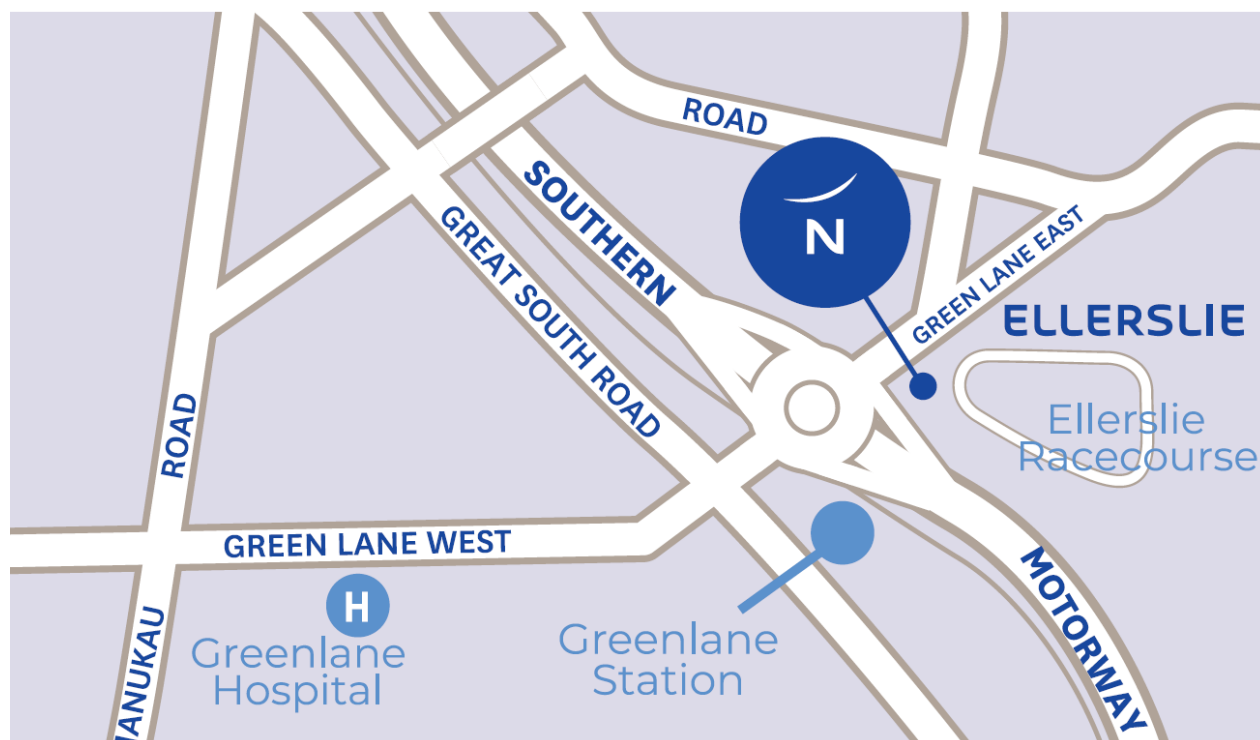 ROAD
SOUTHERN
N
GREAT SOUTH ROAD
GREEN LANE EAST
ELLERSLIE
Ellerslie
Racecourse
ROAD
GREEN LANE WEST
H
Greenlane
Hospital
Greenlane
Station
MOTORWAY
ANUKAU